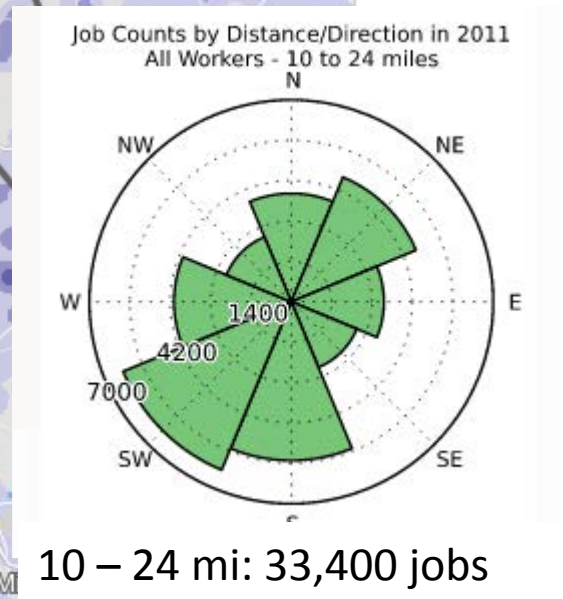 Job Counts by Distance/Direction in 2011
All Workers - 10 to 24 miles
N
NW
NE
W
E
1400
4200
7000
SW
SE
10 – 24 mi: 33,400 jobs